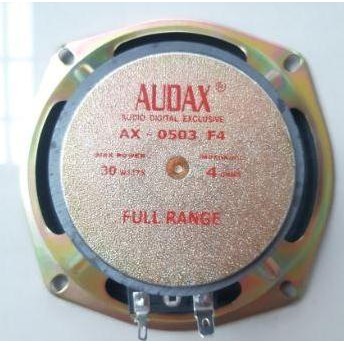 AUDAX®
AUDIO DIGITAL EXCLUSIVE
AX - 0503 F4
MAX POWER IMPEDANCE
30 WATTS 4 OHMS
FULL RANGE